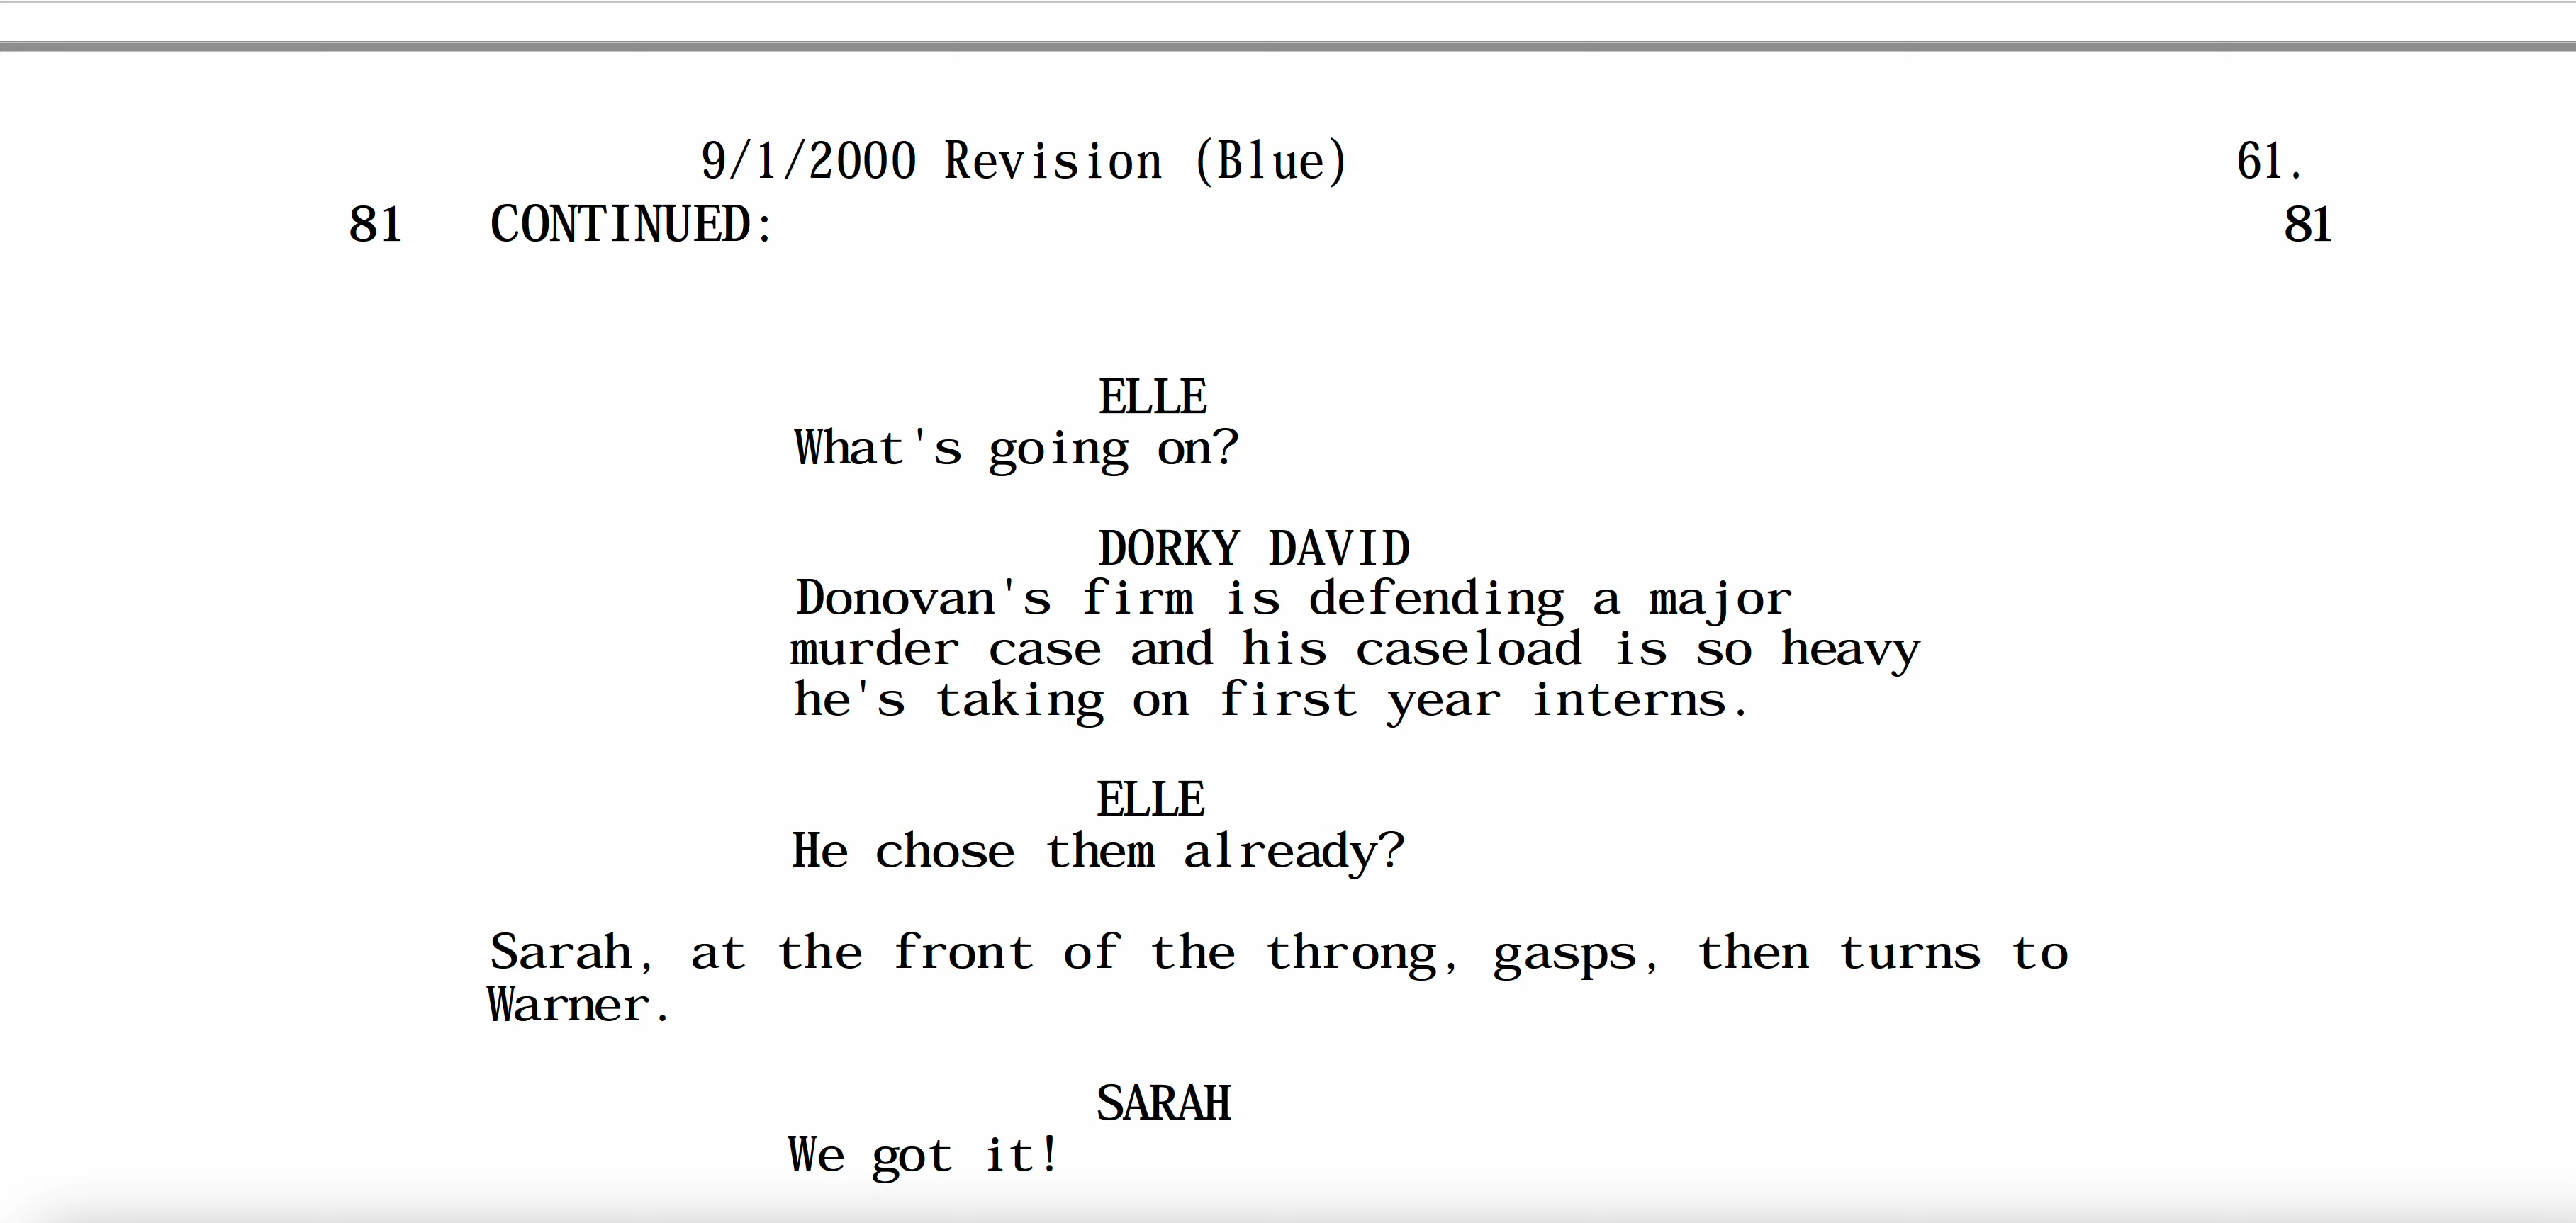 9/1/2000 Revision (Blue) 61.
81 CONTINUED: 81
ELLE
What's going on?
DORKY DAVID
Donovan's firm is defending a major
murder case and his caseload is so heavy
he's taking on first year interns.
ELLE
He chose them already?
Sarah, at the front of the throng, gasps, then turns to
Warner.
SARAH
We got it!